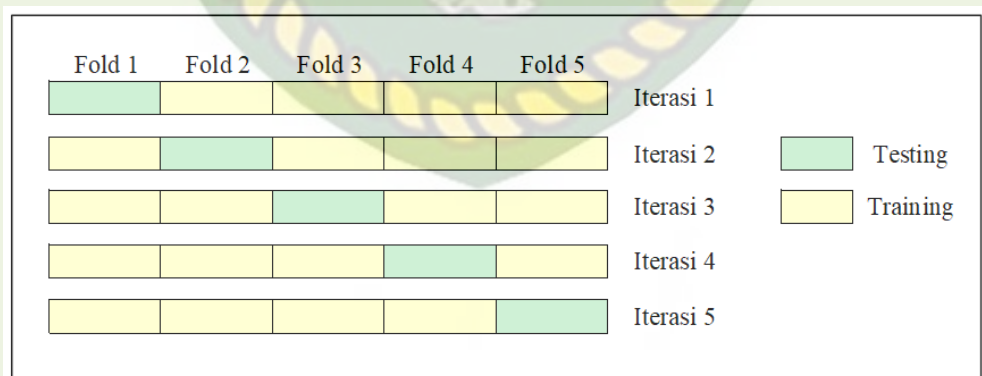 Fold 1 Fold 2 Fold 3 Fold 4 Fold 5
Iterasi 1
Iterasi 2 Testing
Iterasi 3 Training
Iterasi 4
Iterasi 5